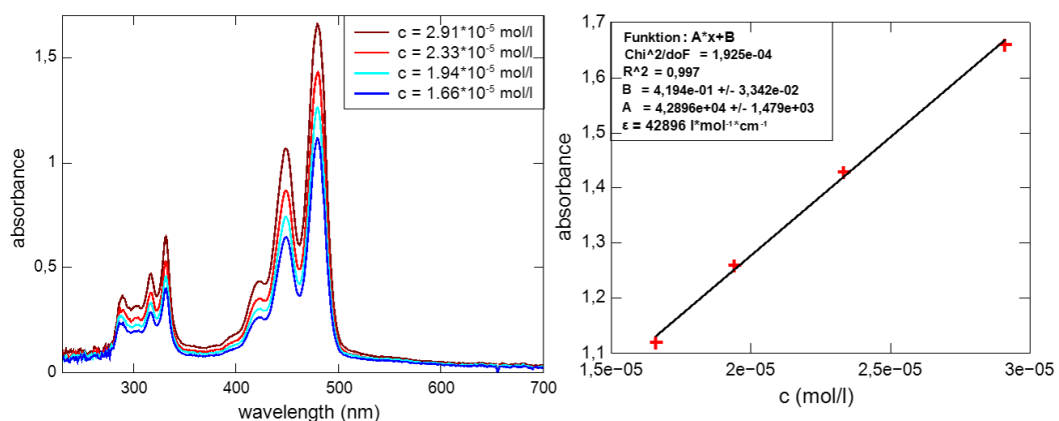 absorbance
1.5
1
0.5
0
300
400
500
600
700
wavelength (nm)
c = 2.91*10⁻⁵ mol/l
c = 2.33*10⁻⁵ mol/l
c = 1.94*10⁻⁵ mol/l
c = 1.66*10⁻⁵ mol/l
absorbance
1,7
1,6
1,5
1,4
1,3
1,2
1,1
1,5e-05
2e-05
2,5e-05
3e-05
c (mol/l)
Funktion: A*x+B
Chi^2/doF = 1,925e-04
R^2 = 0,997
B = 4,194e-01 +/- 3,342e-02
A = 4,2896e+04 +/- 1,479e+03
ε = 42896 l*mol⁻¹*cm⁻¹